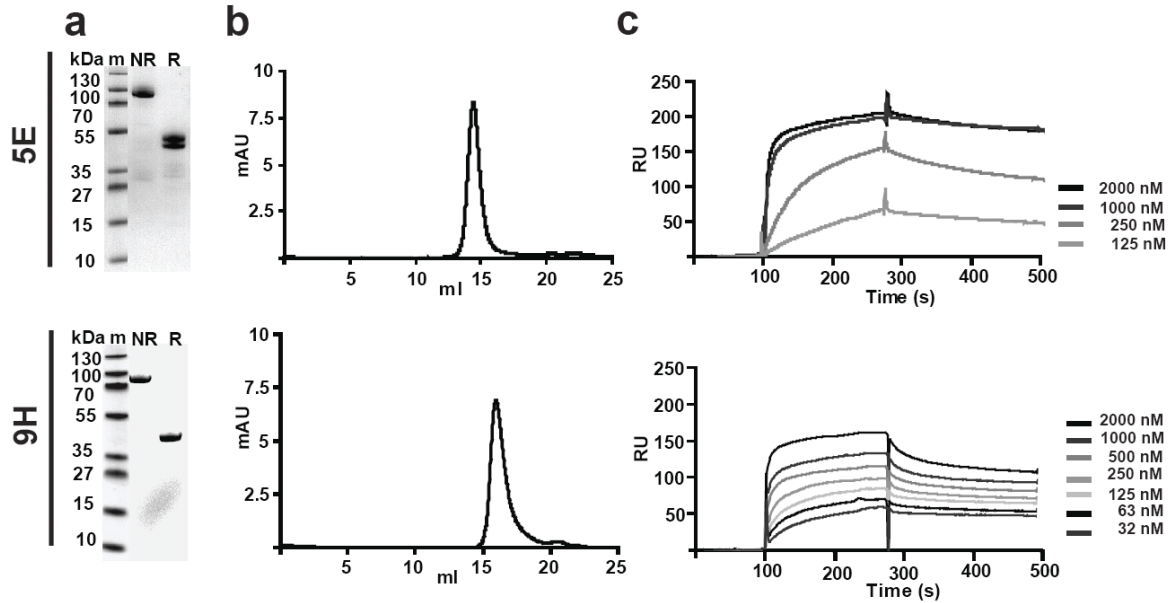 a
b
c
5E
kDa m NR R
130
100
70
55
35
27
15
10
10
7.5
5
2.5
mAU
5 10 15 20 25
ml
250
200
150
100
50
RU
100 200 300 400 500
Time (s)
2000 nM
1000 nM
250 nM
125 nM
9H
kDa m NR R
130
100
70
55
35
27
15
10
10
7.5
5
2.5
mAU
5 10 15 20 25
ml
250
200
150
100
50
RU
100 200 300 400 500
Time (s)
2000 nM
1000 nM
500 nM
250 nM
125 nM
63 nM
32 nM